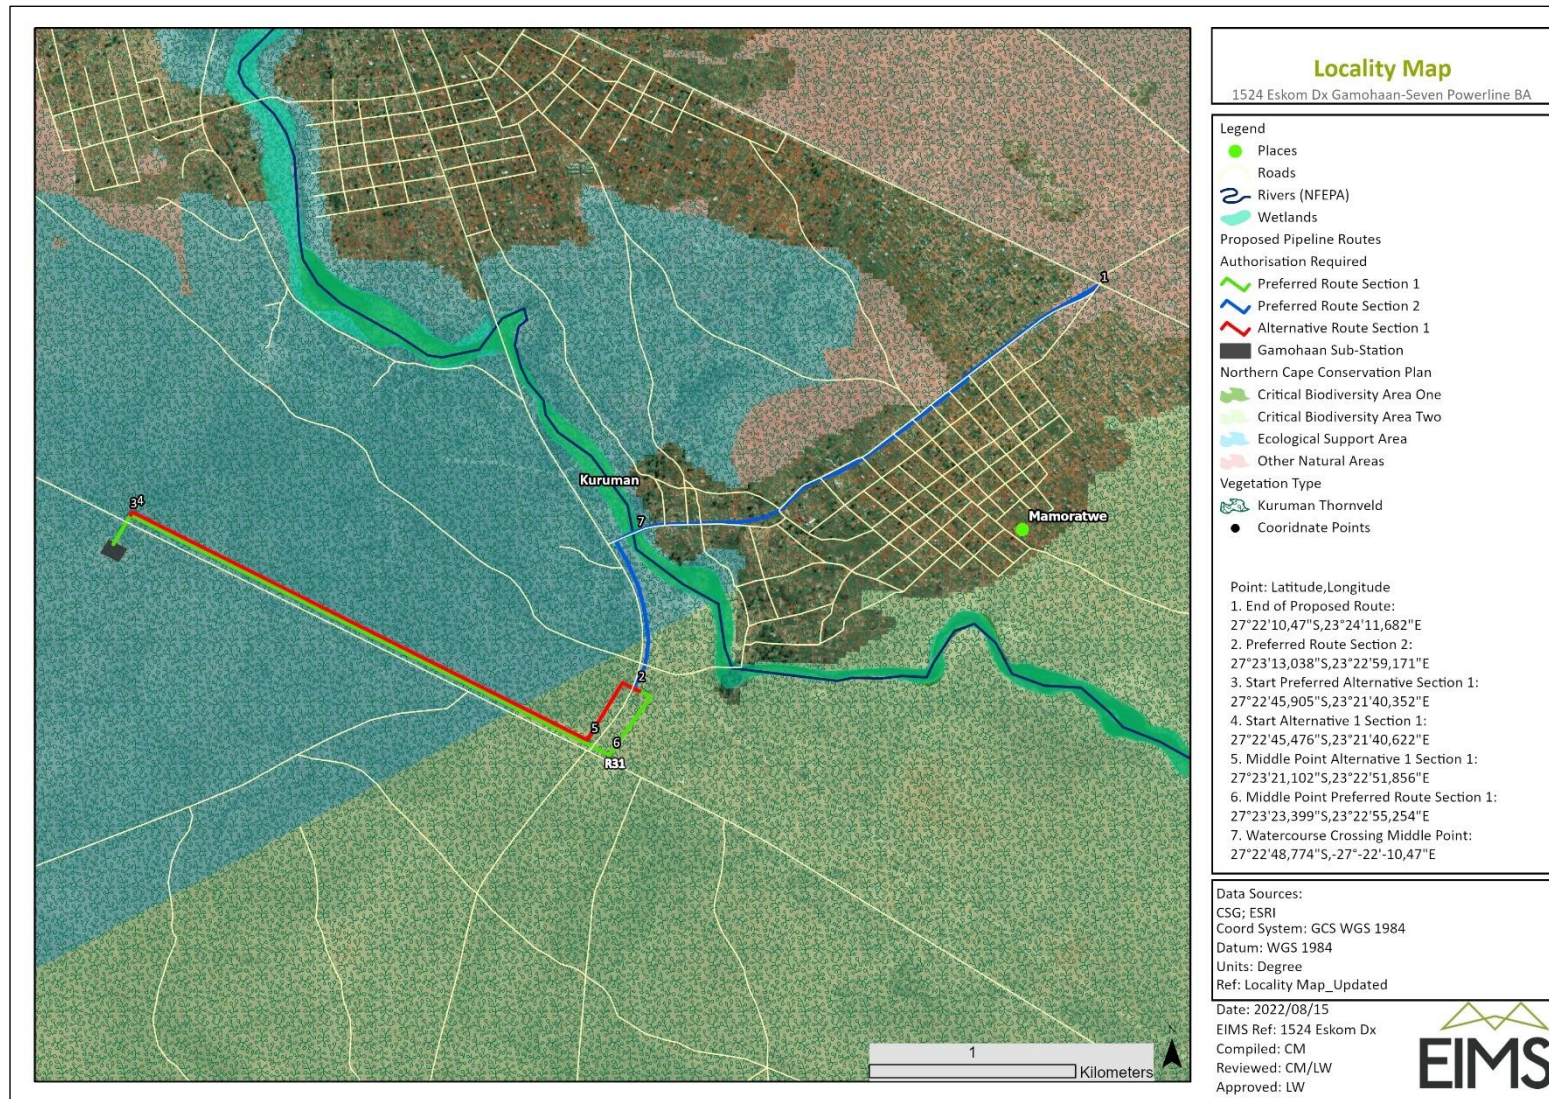 Locality Map
1524 Eskom Dx Gamohaan-Seven Powerline BA
Legend
Places
Roads
Rivers (NFEPA)
Wetlands
Proposed Pipeline Routes
Authorisation Required
Preferred Route Section 1
Preferred Route Section 2
Alternative Route Section 1
Gamohaan Sub-Station
Northern Cape Conservation Plan
Critical Biodiversity Area One
Critical Biodiversity Area Two
Ecological Support Area
Other Natural Areas
Vegetation Type
Kuruman Thornveld
Cooridnate Points
Point: Latitude,Longitude
1. End of Proposed Route:
27°22'10,47"S,23°24'11,682"E
2. Preferred Route Section 2:
27°23'13,038"S,23°22'59,171"E
3. Start Preferred Alternative Section 1:
27°22'45,905"S,23°21'40,352"E
4. Start Alternative 1 Section 1:
27°22'45,476"S,23°21'40,622"E
5. Middle Point Alternative 1 Section 1:
27°23'21,102"S,23°22'51,856"E
6. Middle Point Preferred Route Section 1:
27°23'23,399"S,23°22'55,254"E
7. Watercourse Crossing Middle Point:
27°22'48,774"S,-27°-22'-10,47"E
Data Sources:
CSG; ESRI
Coord System: GCS WGS 1984
Datum: WGS 1984
Units: Degree
Ref: Locality Map_Updated
Date: 2022/08/15
EIMS Ref: 1524 Eskom Dx
Compiled: CM
Reviewed: CM/LW
Approved: LW
EIMS
1
Kuruman
34
7
Mamoratwe
2
5
6
R31
N
1
Kilometers